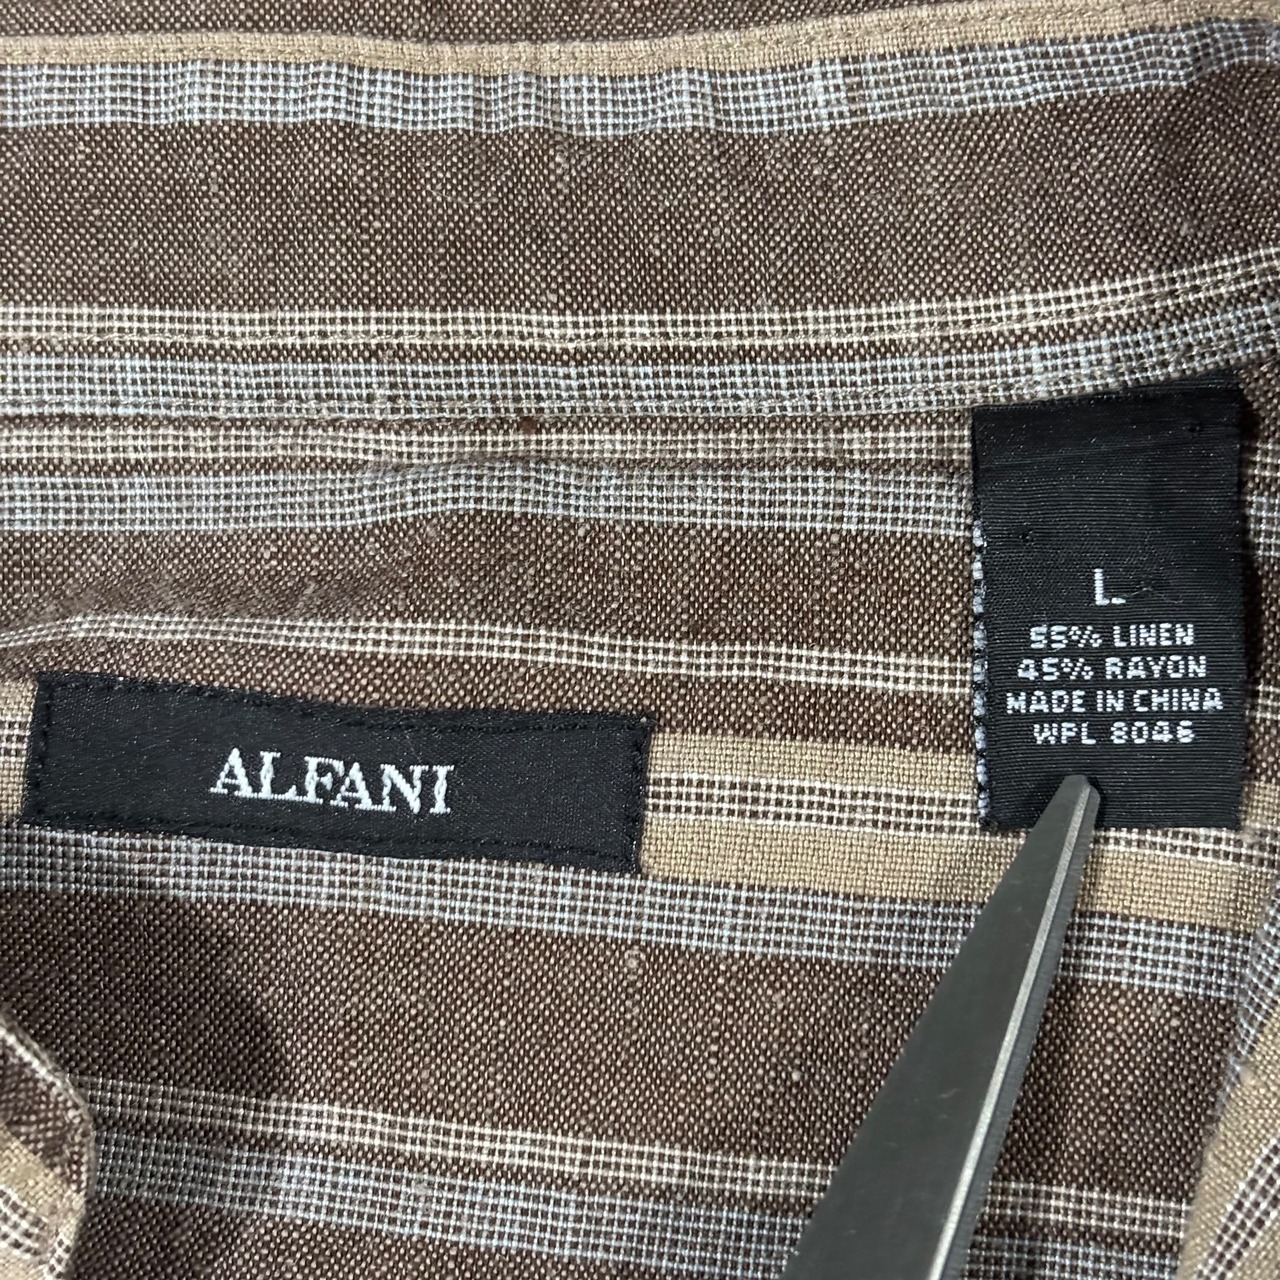 ALFANI
L
55% LINEN
45% RAYON
MADE IN CHINA
WPL 8046